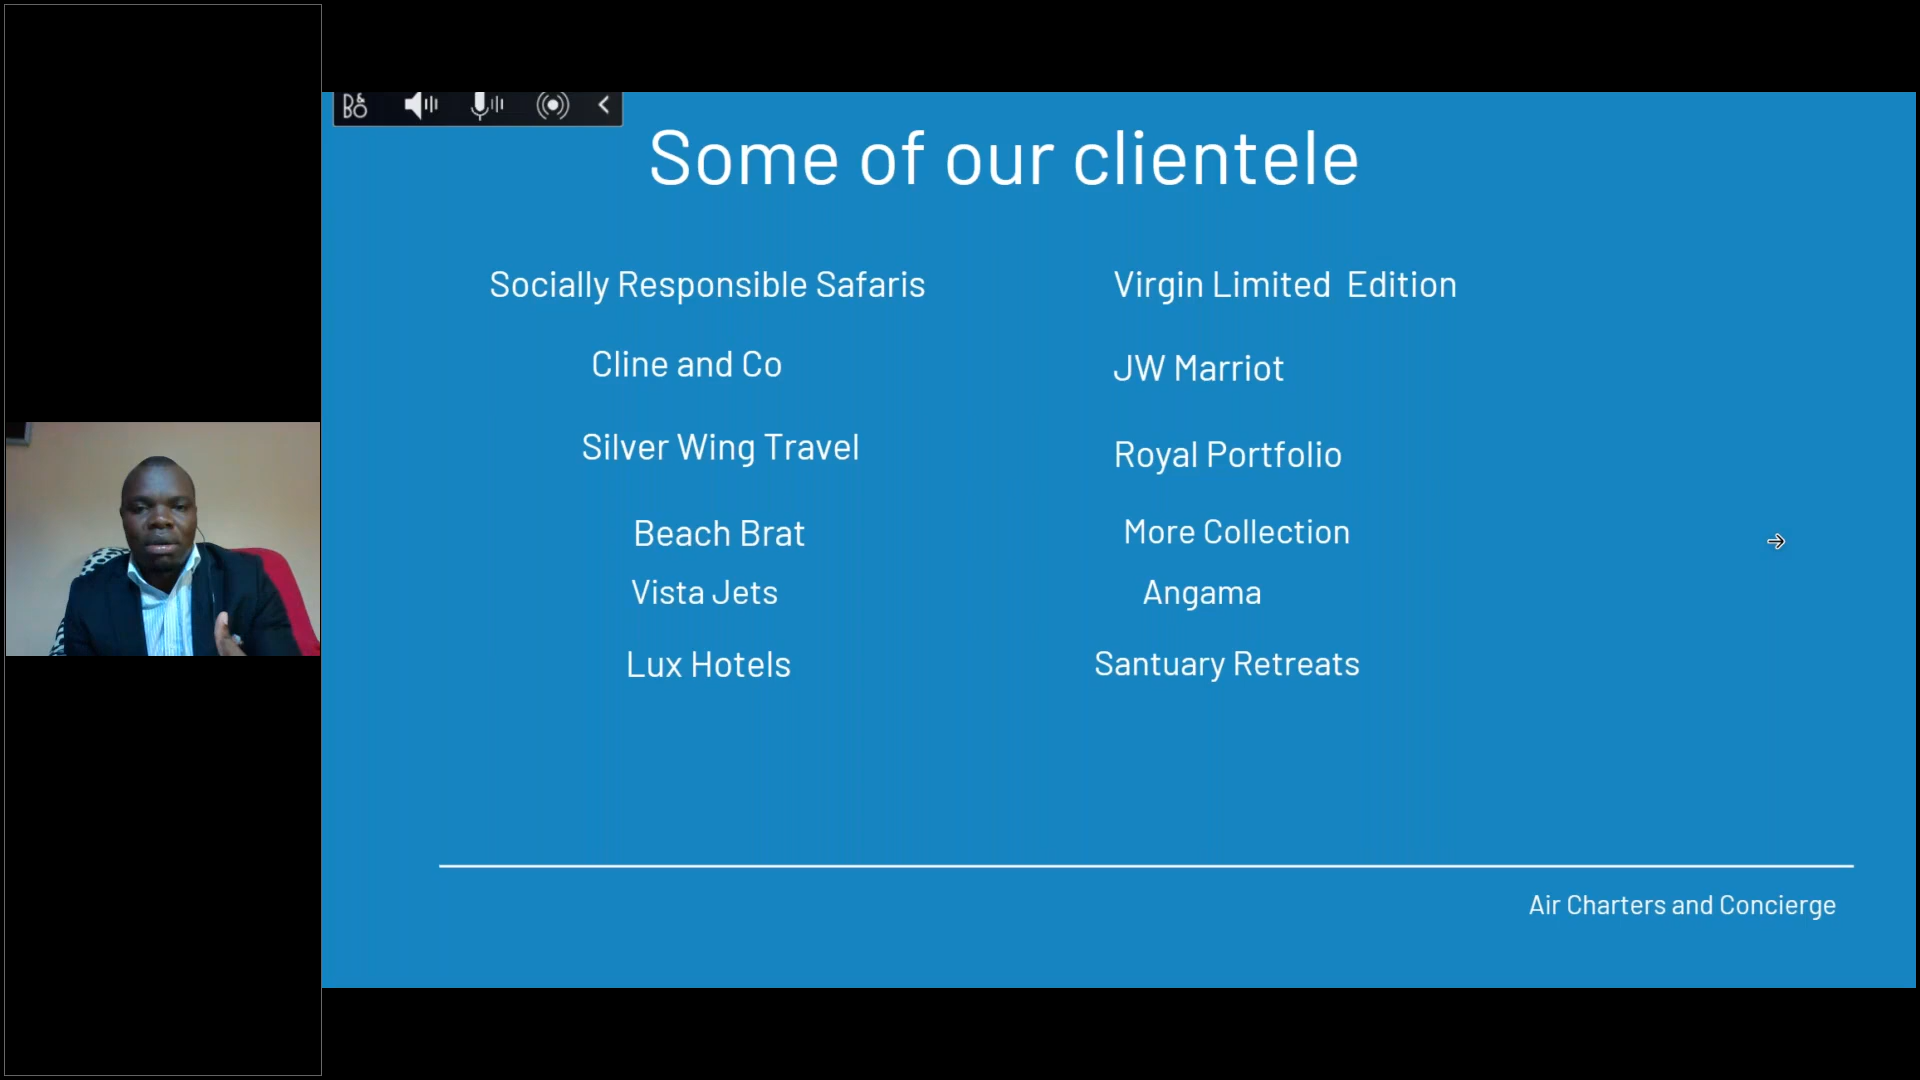 B&O
Some of our clientele
Socially Responsible Safaris
Virgin Limited  Edition
Cline and Co
JW Marriot
Silver Wing Travel
Royal Portfolio
Beach Brat
More Collection
Vista Jets
Angama
Lux Hotels
Santuary Retreats
Air Charters and Concierge